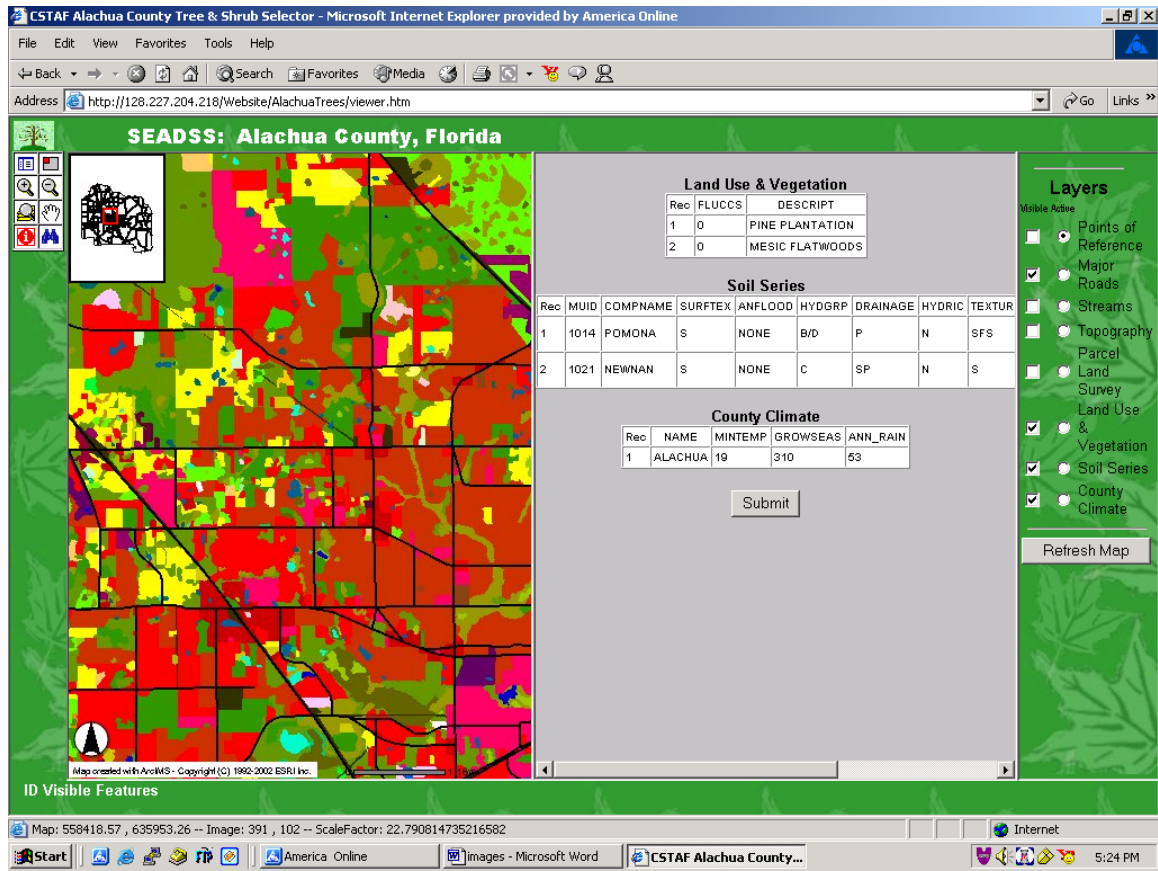 CSTAF Alachua County Tree & Shrub Selector - Microsoft Internet Explorer provided by America Online
File Edit View Favorites Tools Help
Back Search Favorites Media
Address http://128.227.204.218/Website/AlachuaTrees/viewer.htm Go Links »
SEADSS: Alachua County, Florida
Land Use & Vegetation
Rec FLUCCS DESCRIPT
1 0 PINE PLANTATION
2 0 MESIC FLATWOODS
Soil Series
Rec MUID COMPNAME SURFTEX ANFLOOD HYDGRP DRAINAGE HYDRIC TEXTUR
1 1014 POMONA S NONE B/D P N SFS
2 1021 NEWNAN S NONE C SP N S
County Climate
Rec NAME MINTEMP GROWSEAS ANN_RAIN
1 ALACHUA 19 310 53
Submit
Layers
Visible Active
Points of
Reference
Major
Roads
Streams
Topography
Parcel
Land
Survey
Land Use
&
Vegetation
Soil Series
County
Climate
Refresh Map
Map created with ArcIMS - Copyright (C) 1992-2002 ESRI Inc.
ID Visible Features
Map: 558418.57 , 635953.26 -- Image: 391 , 102 -- ScaleFactor: 22.790814735216582
Internet
Start America Online images - Microsoft Word CSTAF Alachua County... 5:24 PM